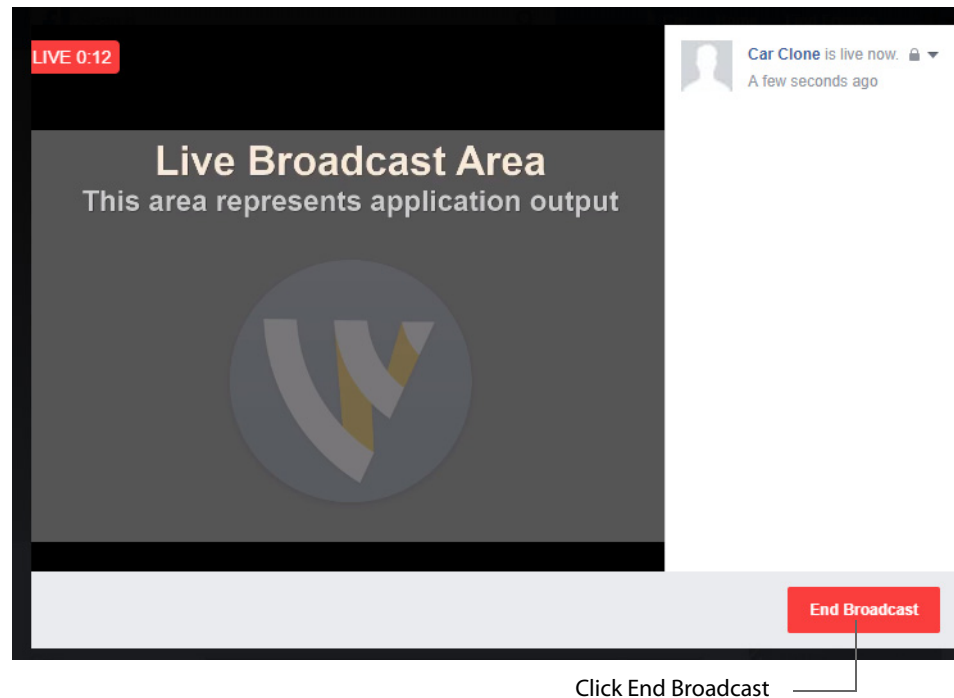 LIVE 0:12
Car Clone is live now.
A few seconds ago
Live Broadcast Area
This area represents application output
End Broadcast
Click End Broadcast